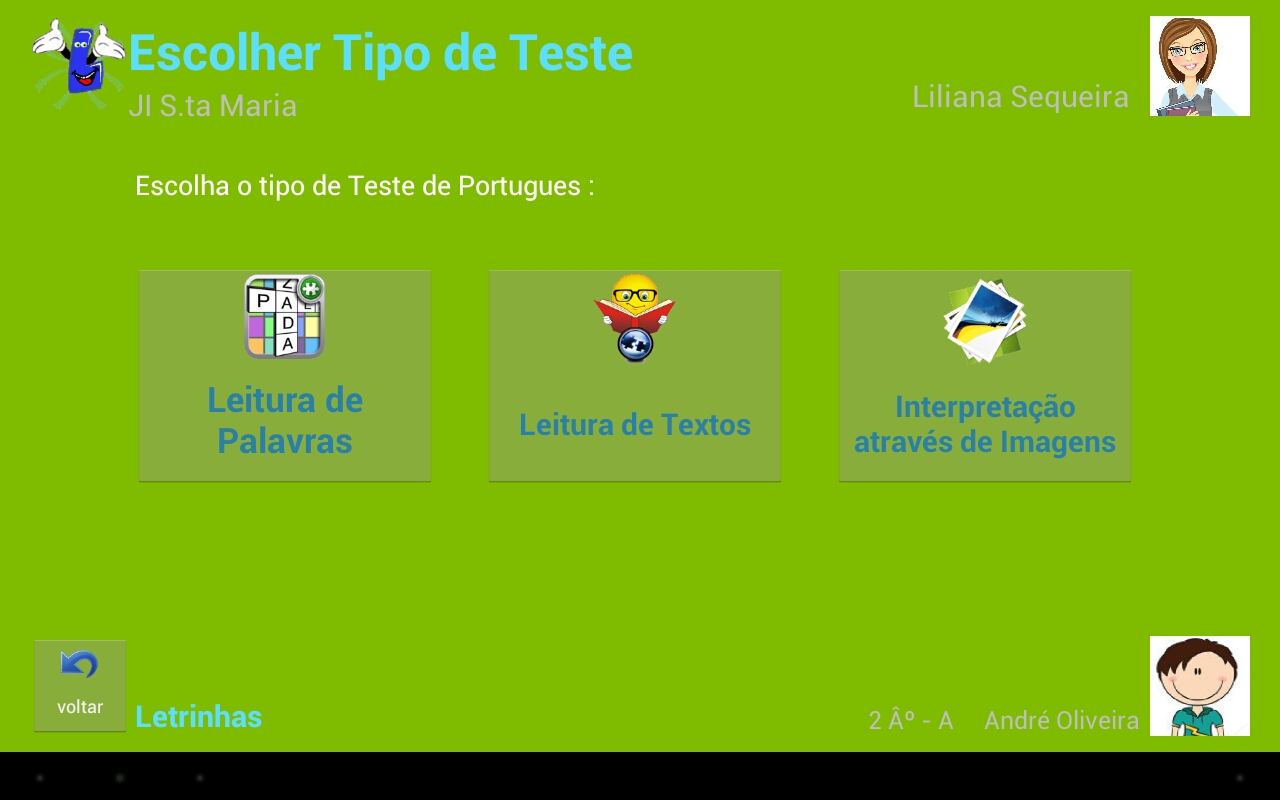 Escolher Tipo de Teste
JI S.ta Maria
Liliana Sequeira
Escolha o tipo de Teste de Portugues :
P A L
A
D
A
Leitura de
Palavras
Leitura de Textos
Interpretação
através de Imagens
voltar
Letrinhas
2 Âº - A
André Oliveira